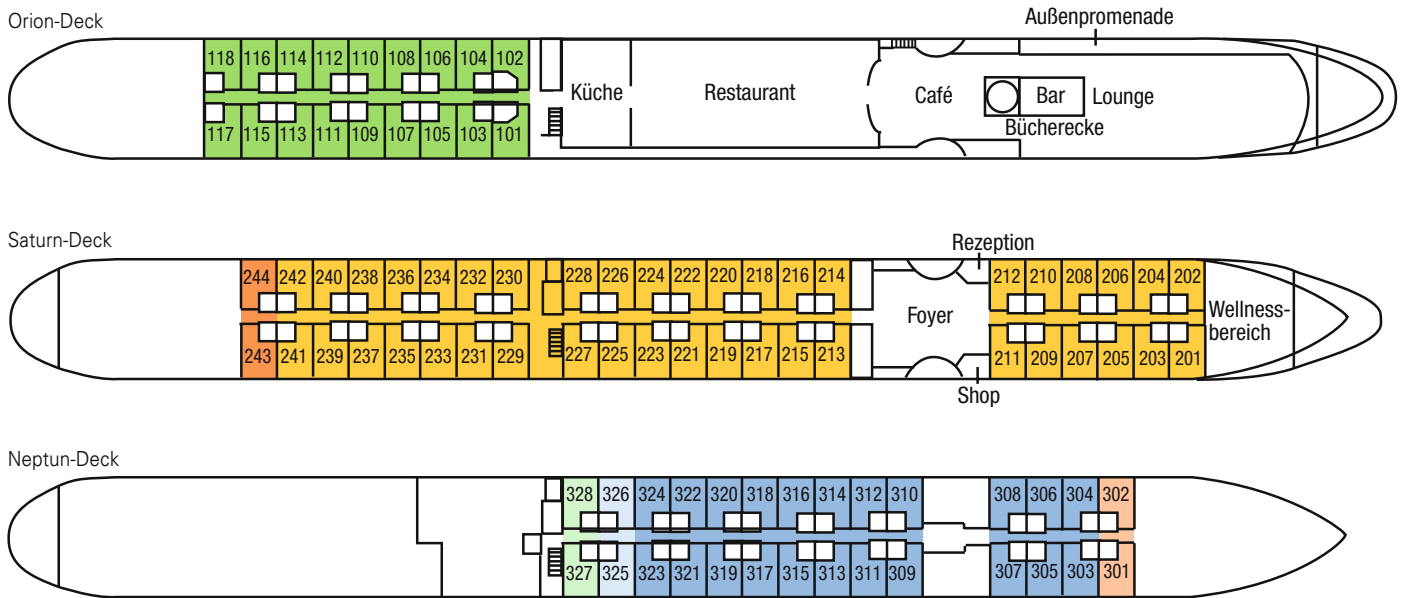 Orion-Deck
Außenpromenade
118 116 114 112 110 108 106 104 102
Küche Restaurant Café Bar Lounge
Bücherecke
117 115 113 111 109 107 105 103 101
Saturn-Deck
Rezeption
244 242 240 238 236 234 232 230 228 226 224 222 220 218 216 214 212 210 208 206 204 202
Foyer
Wellness-
bereich
243 241 239 237 235 233 231 229 227 225 223 221 219 217 215 213 211 209 207 205 203 201
Shop
Neptun-Deck
328 326 324 322 320 318 316 314 312 310 308 306 304 302
327 325 323 321 319 317 315 313 311 309 307 305 303 301